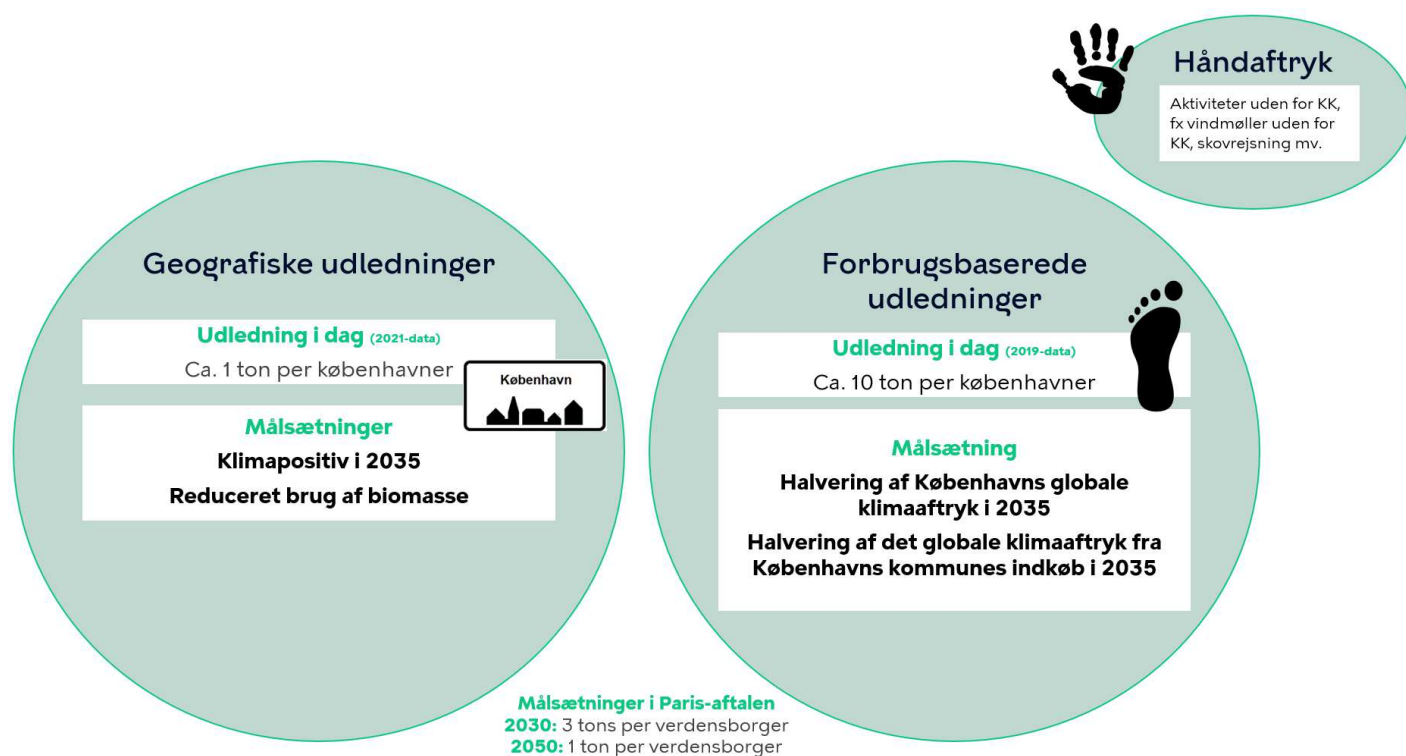 Håndaftryk
Aktiviteter uden for KK,
fx vindmøller uden for
KK, skovrejsning mv.
Geografiske udledninger
Udledning i dag (2021-data)
Ca. 1 ton per københavner
København
Målsætninger
Klimapositiv i 2035
Reduceret brug af biomasse
Forbrugsbaserede
udledninger
Udledning i dag (2019-data)
Ca. 10 ton per københavner
Målsætning
Halvering af Københavns globale
klimaaftryk i 2035
Halvering af det globale klimaaftryk fra
Københavns kommunes indkøb i 2035
Målsætninger i Paris-aftalen
2030: 3 tons per verdensborger
2050: 1 ton per verdensborger